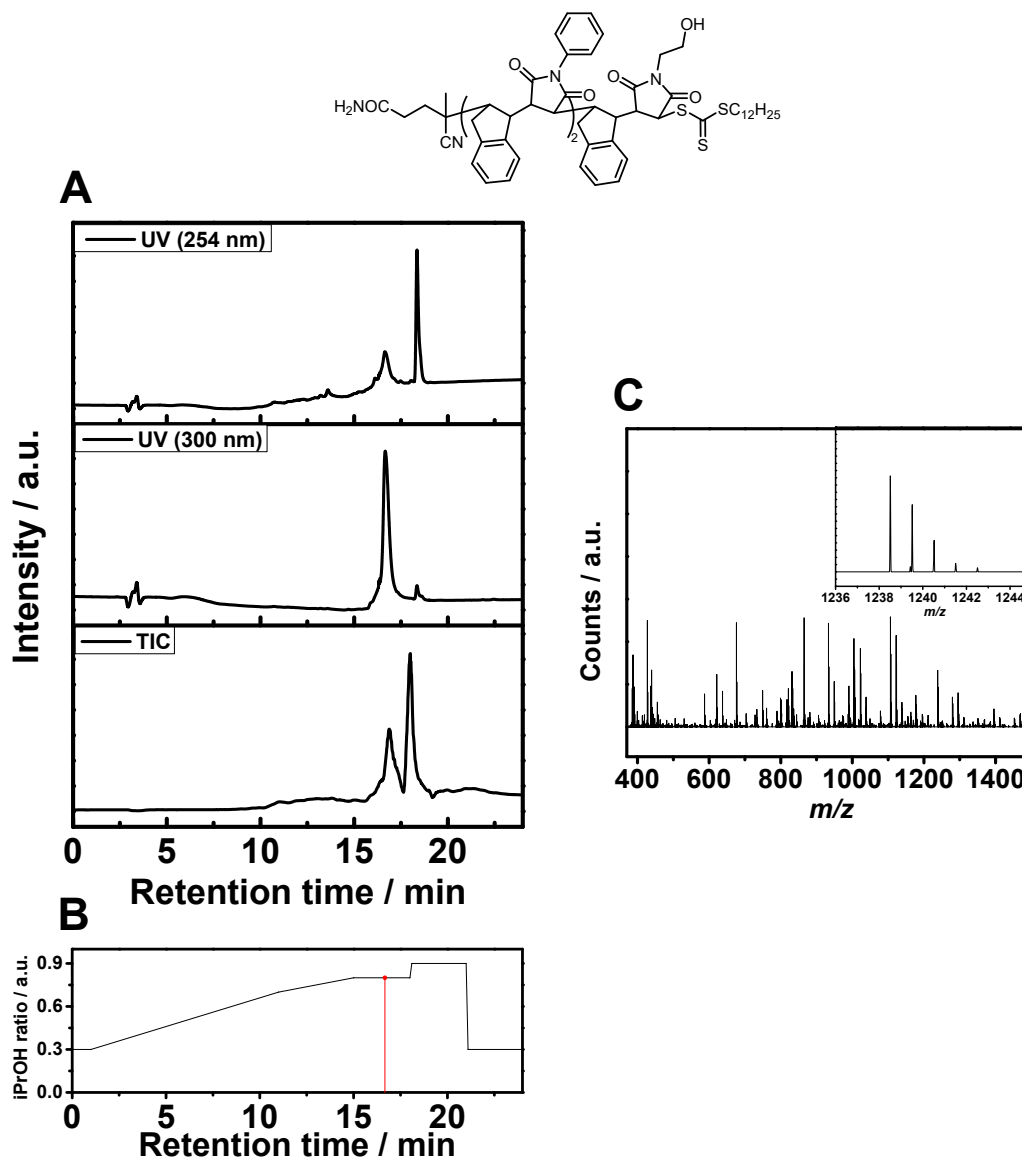 OH
N
O
O
N
O
O
H2N
O
CN
2
S
SC12H25
S
A
UV (254 nm)
UV (300 nm)
TIC
Intensity / a.u.
0 5 10 15 20
Retention time / min
B
iPrOH ratio / a.u.
0.9
0.6
0.3
0.0
0 5 10 15 20
Retention time / min
C
Counts / a.u.
1236 1238 1240 1242 1244
m/z
400 600 800 1000 1200 1400
m/z